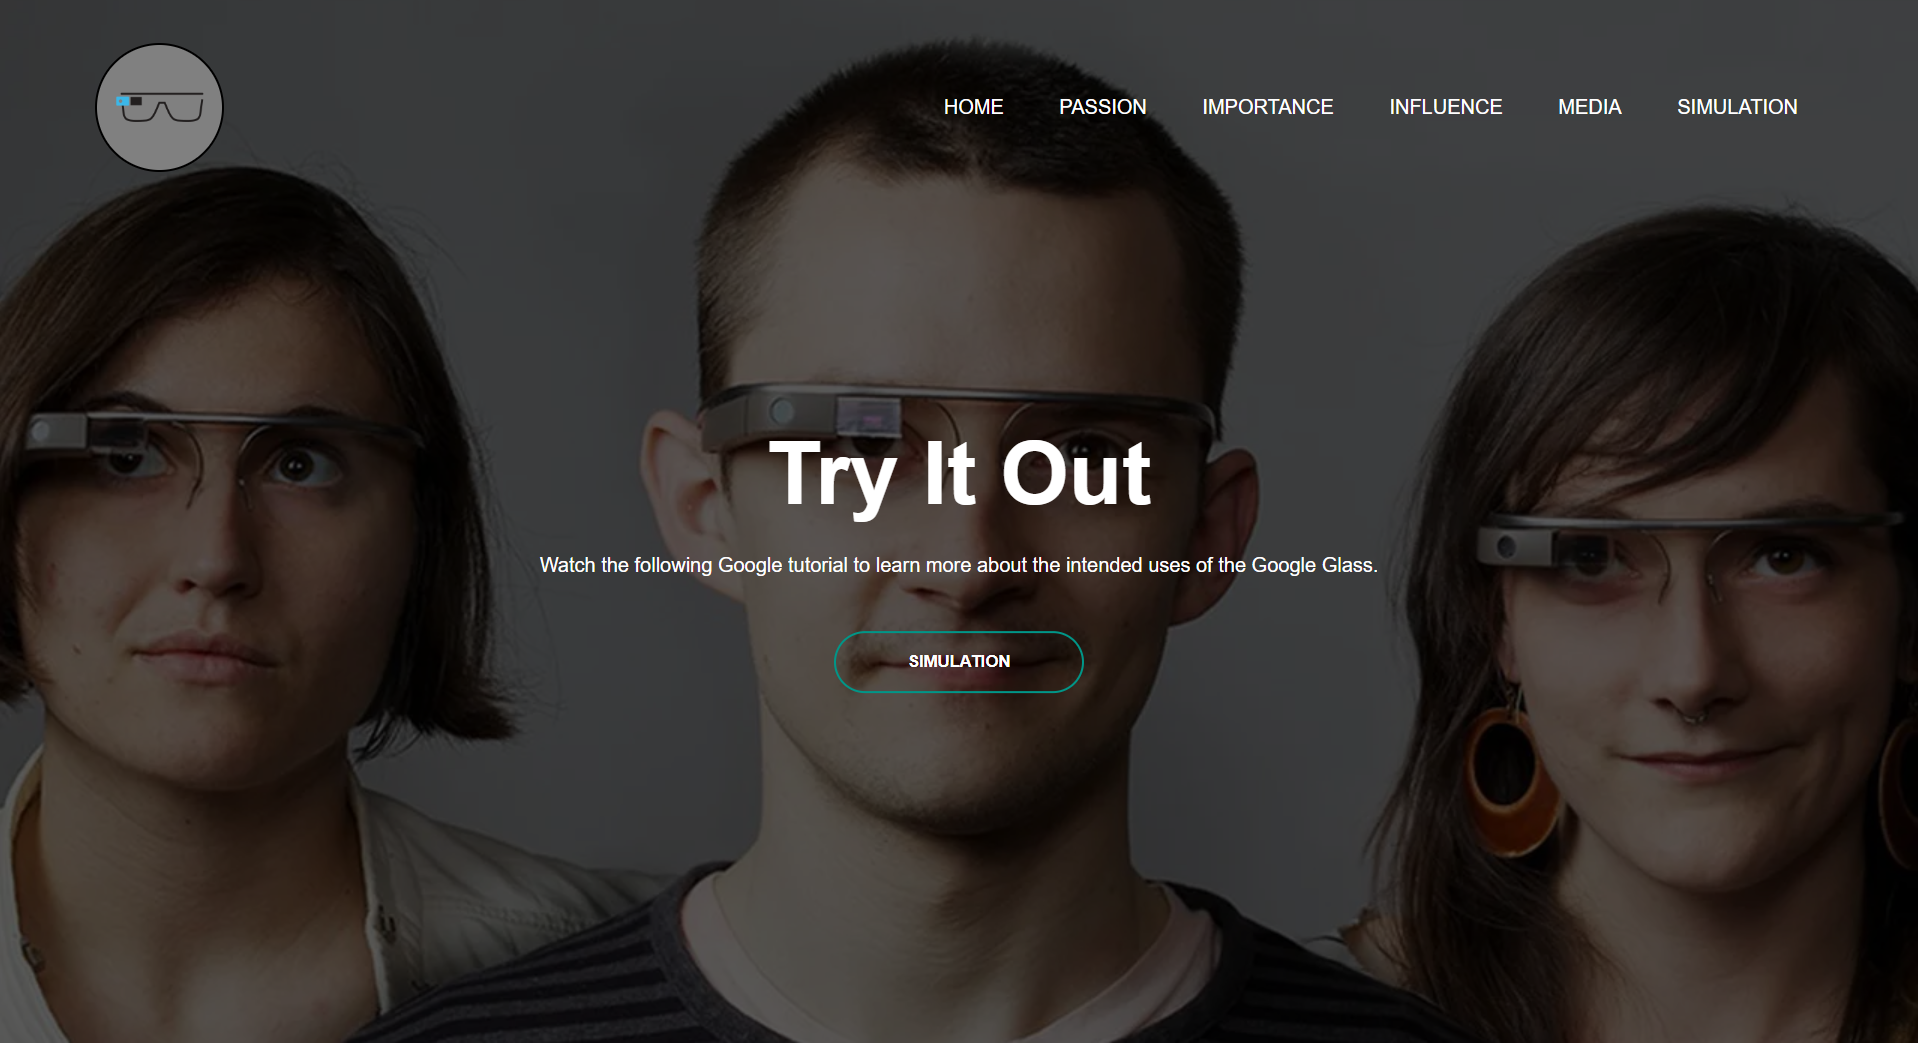 HOME PASSION IMPORTANCE INFLUENCE MEDIA SIMULATION
Try It Out
Watch the following Google tutorial to learn more about the intended uses of the Google Glass.
SIMULATION